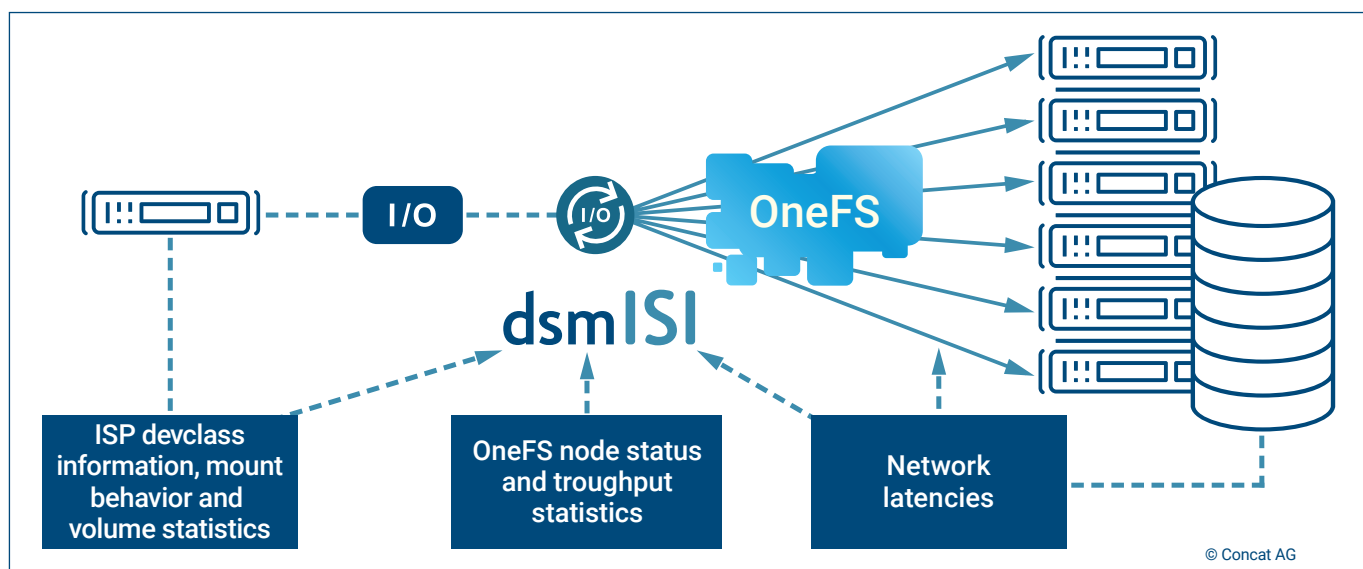 I/O
I/O
OneFS
dsmISI
ISP devclass
information, mount
behavior and
volume statistics
OneFS node status
and troughput
statistics
Network
latencies
© Concat AG